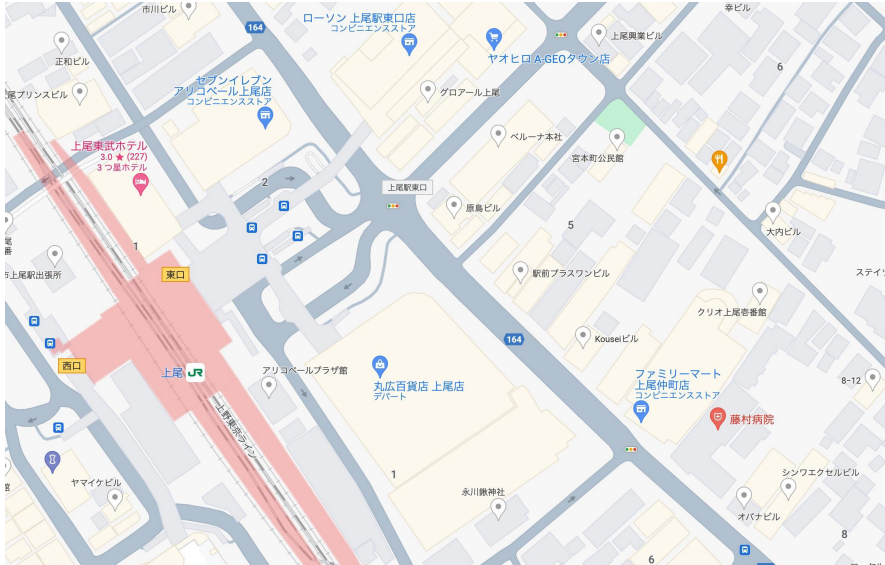 市川ビル
164
ローソン 上尾駅東口店
コンビニエンスストア
幸ビル
上尾興業ビル
正和ビル
ヤオヒロ A-GEOタウン店
6
セブンイレブン
アリコベール上尾店
コンビニエンスストア
尾プリンスビル
グロアール上尾
ベルーナ本社
上尾東武ホテル
3.0 ★ (227)
3 つ星ホテル
宮本町公民館
2
上尾駅東口
原島ビル
5
大内ビル
1
市上尾駅出張所
東口
駅前プラスワンビル
ステイツ
クリオ上尾壱番館
164
Kouseiビル
西口
上尾
JR
アリコベールプラザ館
丸広百貨店 上尾店
デパート
ファミリーマート
上尾仲町店
コンビニエンスストア
8−12
藤村病院
上野東京ライン
1
シンワエクセルビル
ヤマイケビル
館
氷川鍬神社
オバナビル
8
6
164